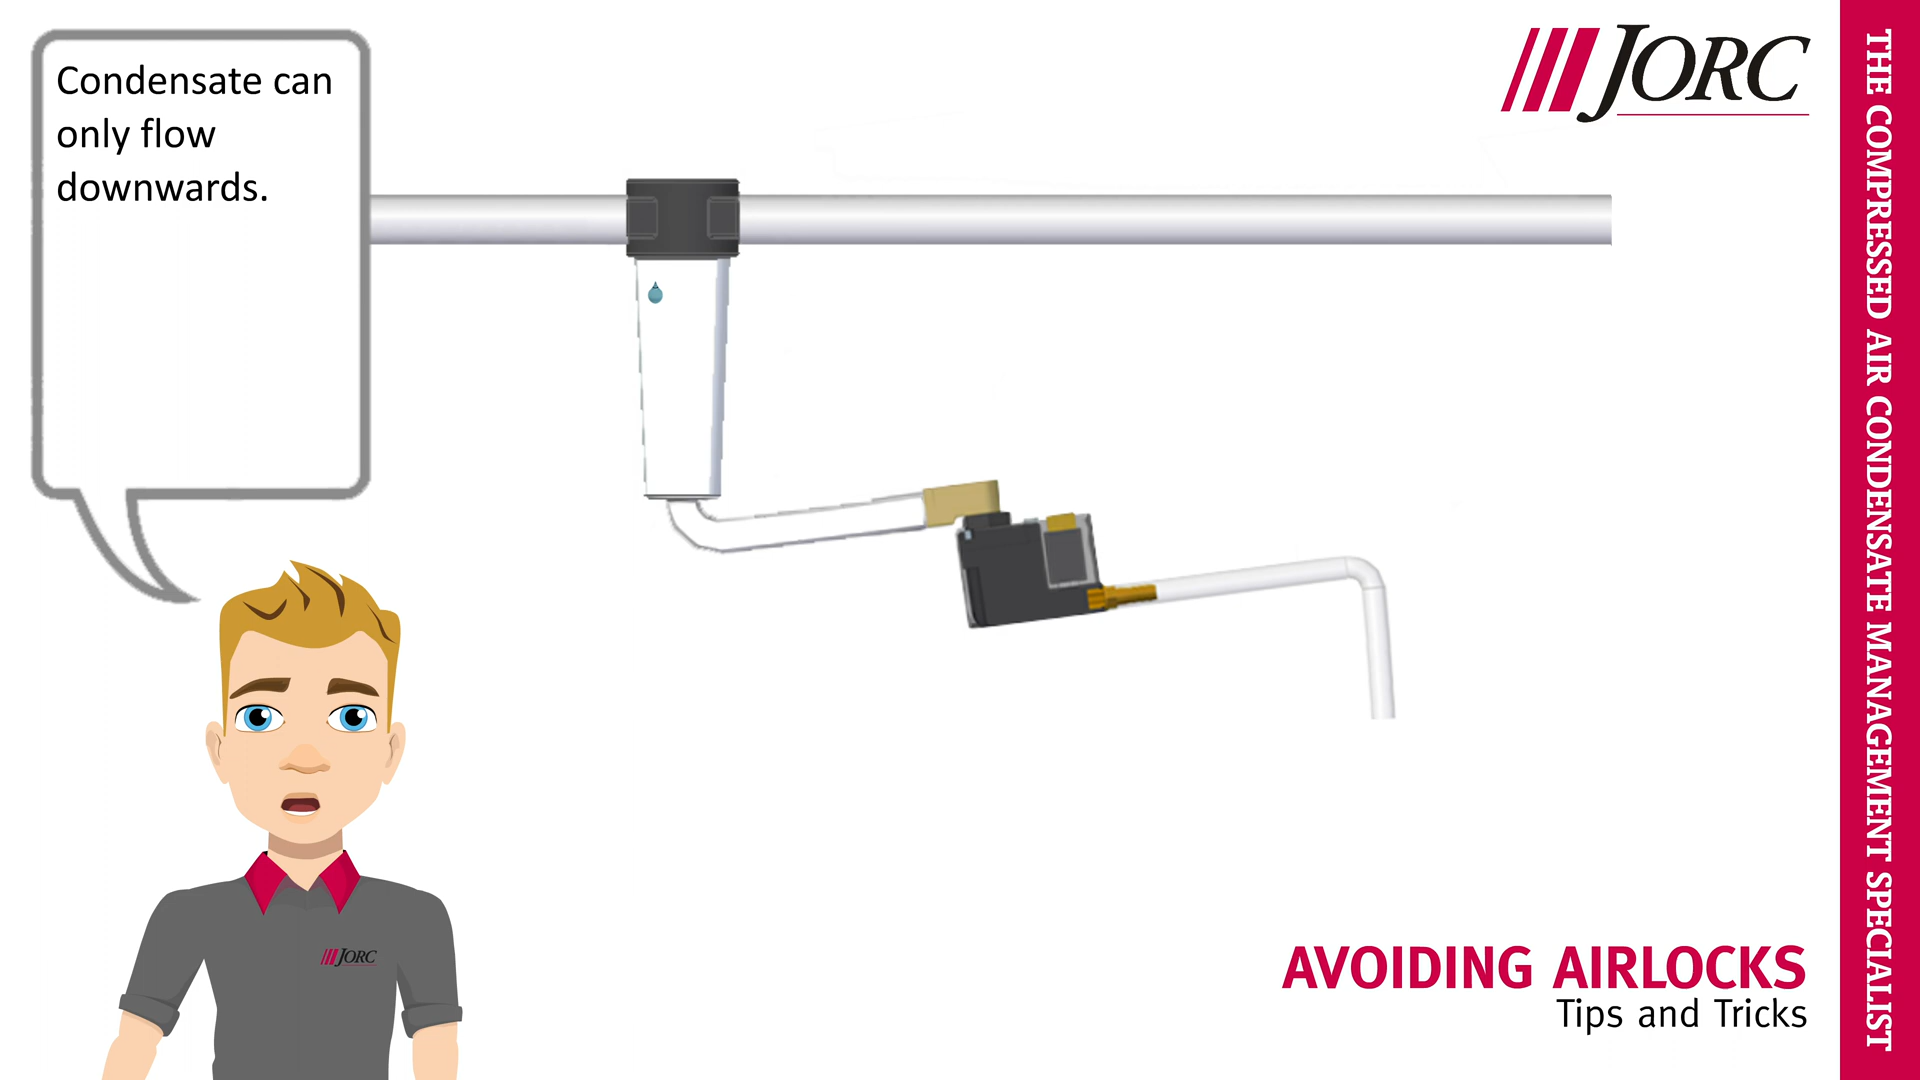 Condensate can
only flow
downwards.
JORC
THE COMPRESSED AIR CONDENSATE MANAGEMENT SPECIALIST
JORC
AVOIDING AIRLOCKS
Tips and Tricks